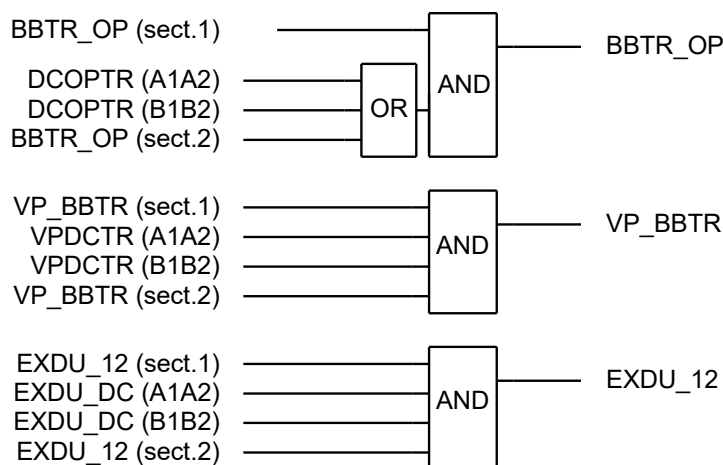 BBTR_OP (sect.1)
BBTR_OP
DCOPTR (A1A2)
AND
DCOPTR (B1B2)
OR
BBTR_OP (sect.2)
VP_BBTR (sect.1)
VP_BBTR
VPDCTR (A1A2)
AND
VPDCTR (B1B2)
VP_BBTR (sect.2)
EXDU_12 (sect.1)
EXDU_12
EXDU_DC (A1A2)
AND
EXDU_DC (B1B2)
EXDU_12 (sect.2)